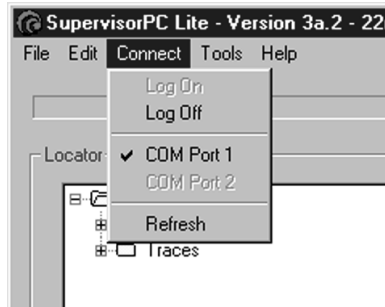 SupervisorPC Lite - Version 3a.2 - 22
File Edit Connect Tools Help
Log On
Log Off
Locator
COM Port 1
COM Port 2
Refresh
Traces